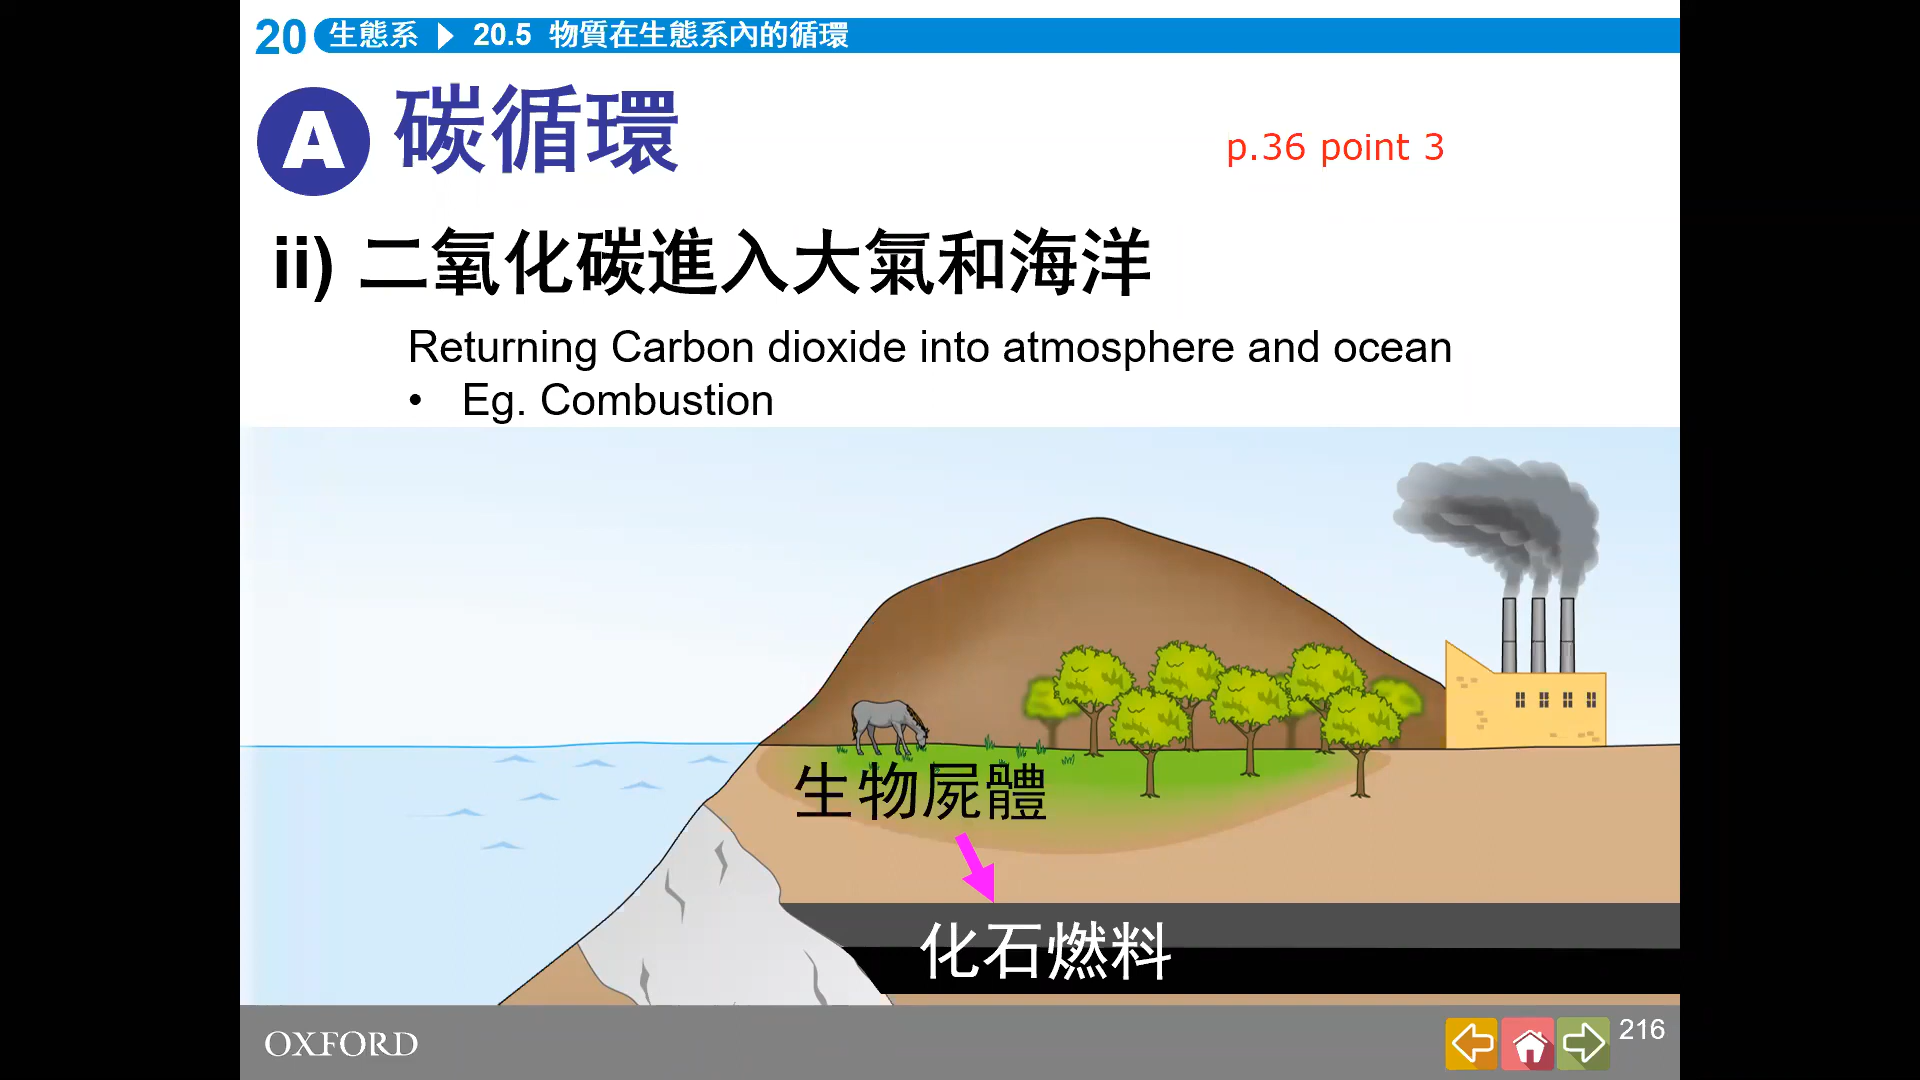 20 生態系 ▶ 20.5 物質在生態系內的循環
A 碳循環
p.36 point 3
ii) 二氧化碳進入大氣和海洋
Returning Carbon dioxide into atmosphere and ocean
• Eg. Combustion
生物屍體
化石燃料
OXFORD
216